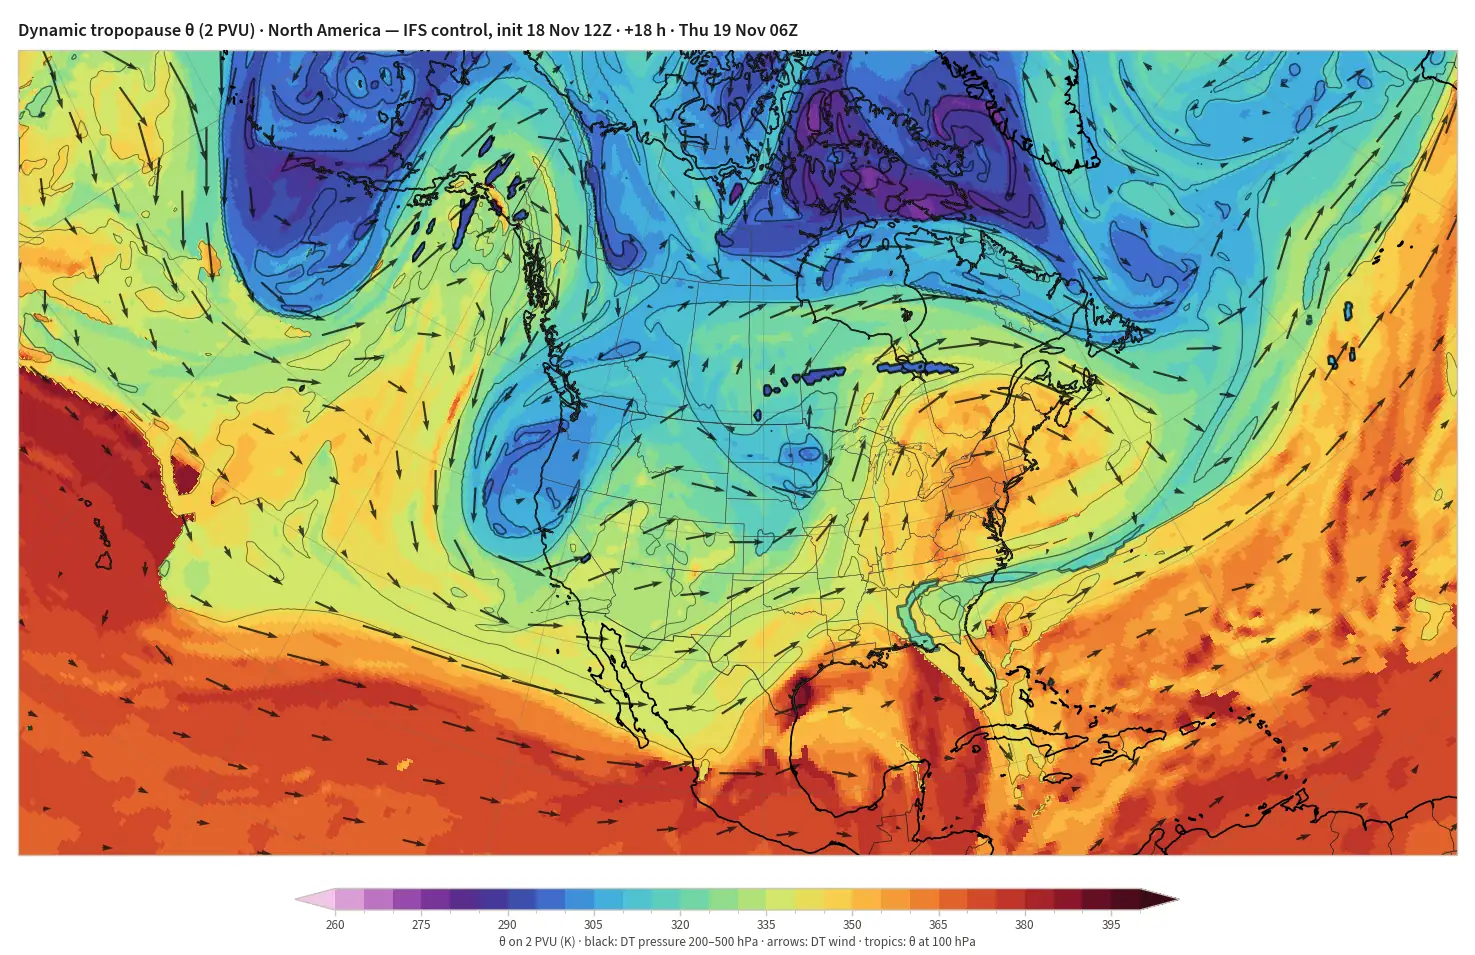 Dynamic tropopause θ (2 PVU) · North America — IFS control, init 18 Nov 12Z · +18 h · Thu 19 Nov 06Z
260 275 290 305 320 335 350 365 380 395
θ on 2 PVU (K) · black: DT pressure 200–500 hPa · arrows: DT wind · tropics: θ at 100 hPa